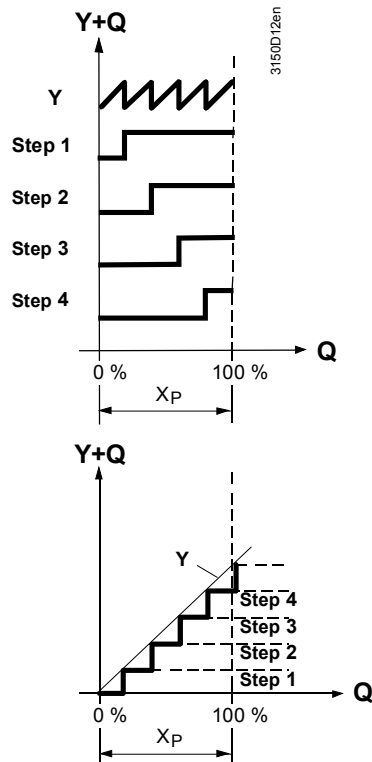 Y+Q
3150D12en
Y
Step 1
Step 2
Step 3
Step 4
Q
0 % 100 %
XP
Y+Q
Y
Step 4
Step 3
Step 2
Step 1
Q
0 % 100 %
XP